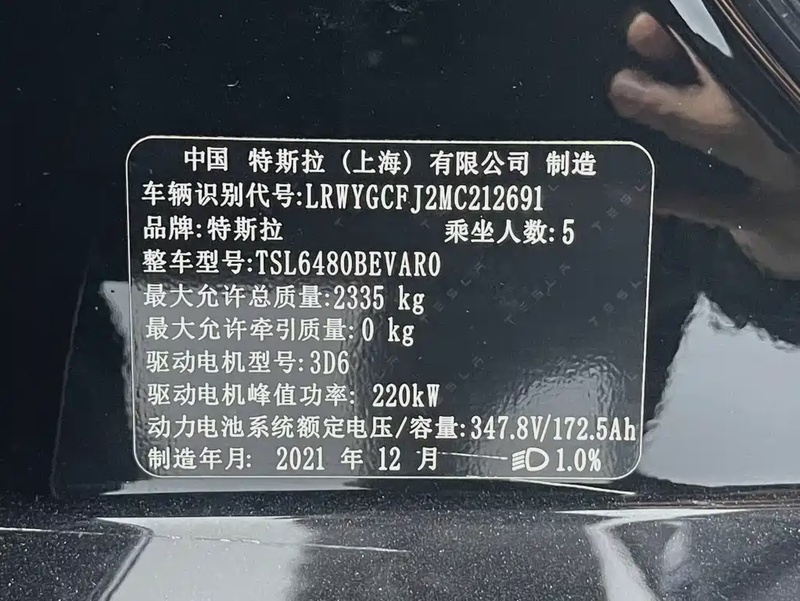 中国 特斯拉（上海）有限公司 制造
车辆识别代号:LRWYGCFJ2MC212691
品牌:特斯拉 乘坐人数:5
整车型号:TSL6480BEVAR0
最大允许总质量:2335 kg
最大允许牵引质量:0 kg
驱动电机型号:3D6
驱动电机峰值功率: 220kW
动力电池系统额定电压/容量:347.8V/172.5Ah
制造年月: 2021 年 12 月 1.0%